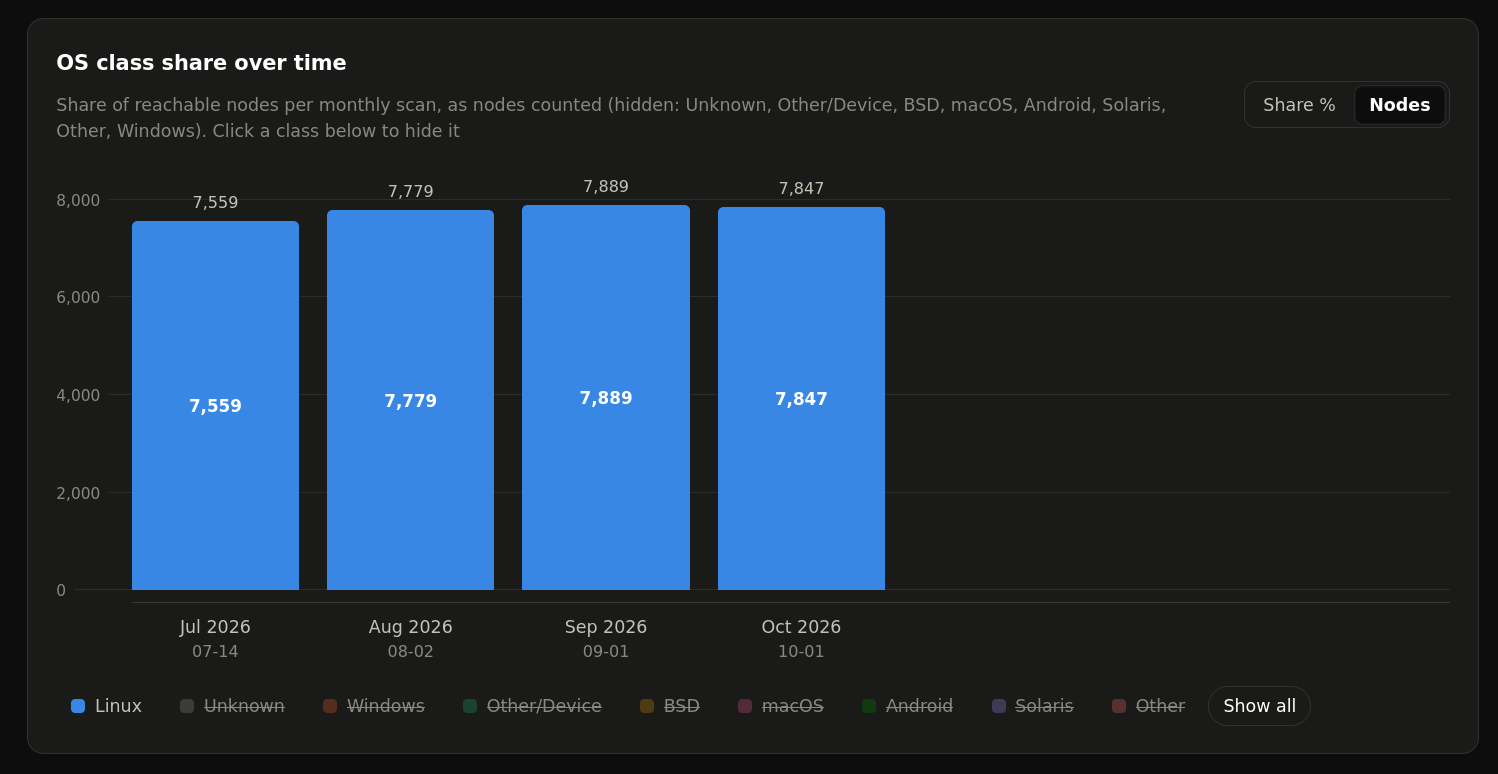 OS class share over time
Share of reachable nodes per monthly scan, as nodes counted (hidden: Unknown, Other/Device, BSD, macOS, Android, Solaris,
Other, Windows). Click a class below to hide it
Share %
Nodes
8,000
6,000
4,000
2,000
0
7,559
7,779
7,889
7,847
7,559
7,779
7,889
7,847
Jul 2026
07-14
Aug 2026
08-02
Sep 2026
09-01
Oct 2026
10-01
Linux
Unknown
Windows
Other/Device
BSD
macOS
Android
Solaris
Other
Show all